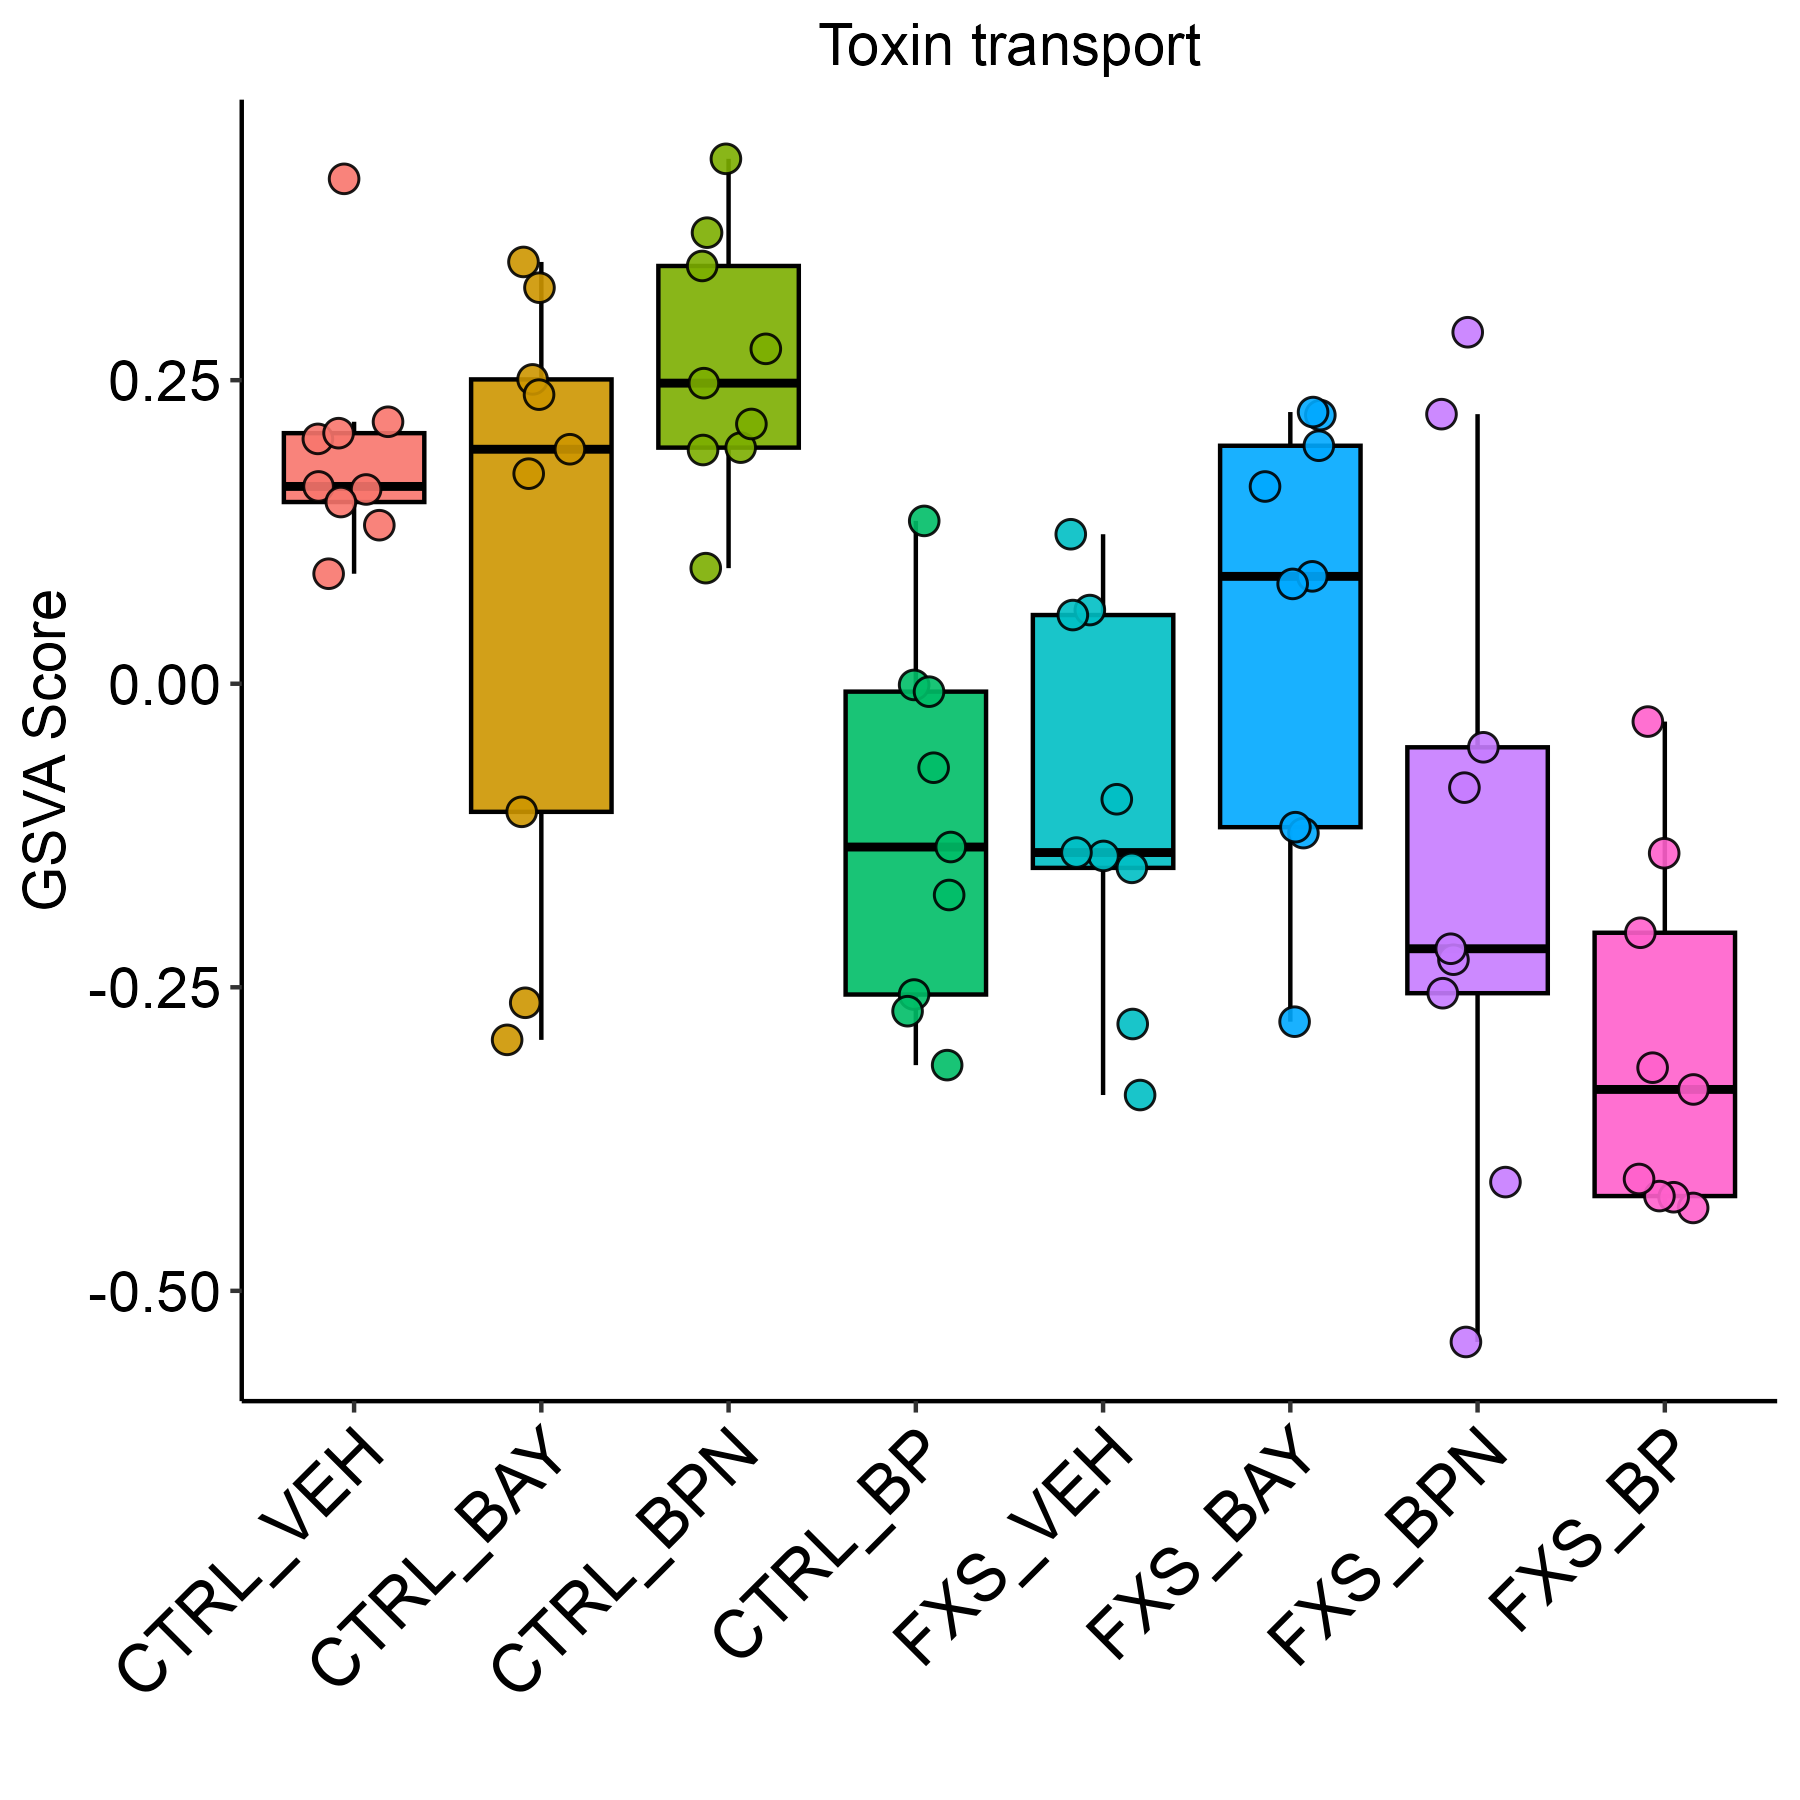 Toxin transport
GSVA Score
0.25
0.00
-0.25
-0.50
CTRL_VEH
CTRL_BAY
CTRL_BPN
CTRL_BP
FXS_VEH
FXS_BAY
FXS_BPN
FXS_BP